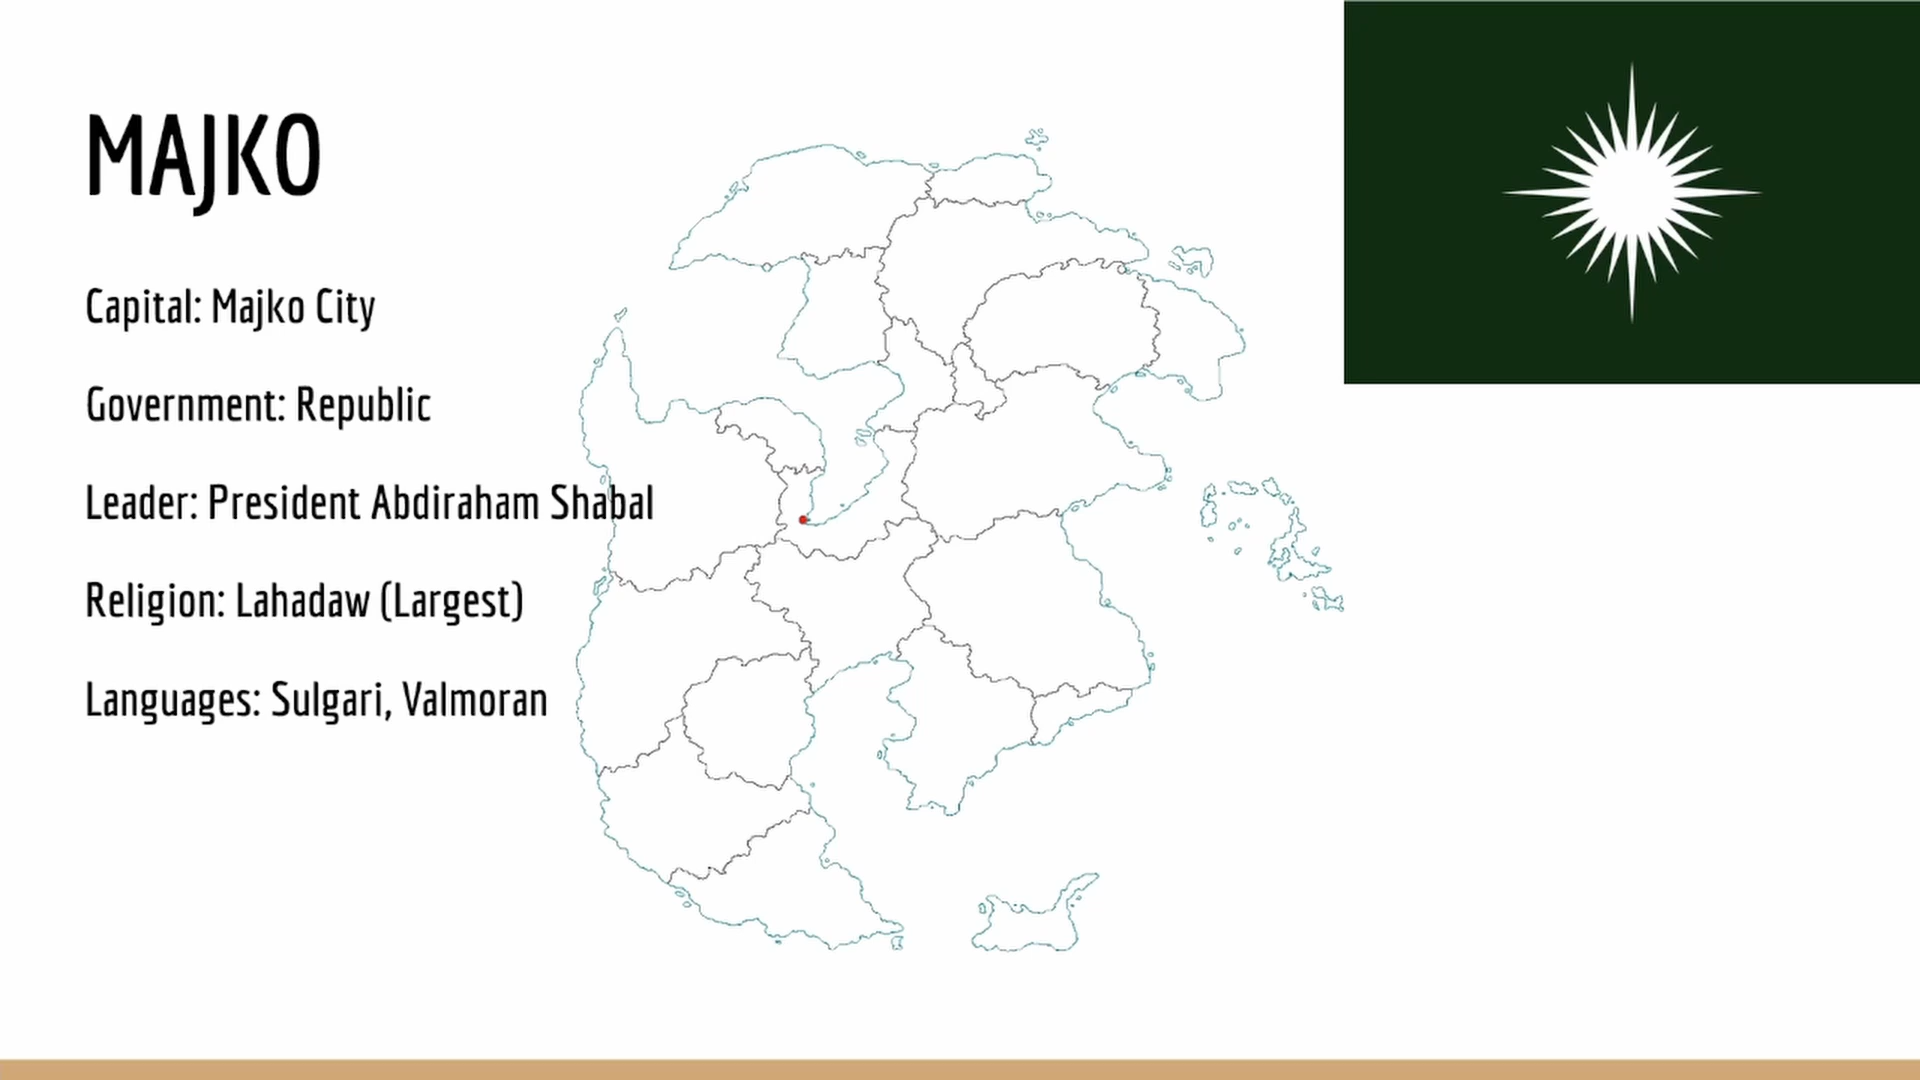 MAJKO
Capital: Majko City
Government: Republic
Leader: President Abdiraham Shabal
Religion: Lahadaw (Largest)
Languages: Sulgari, Valmoran